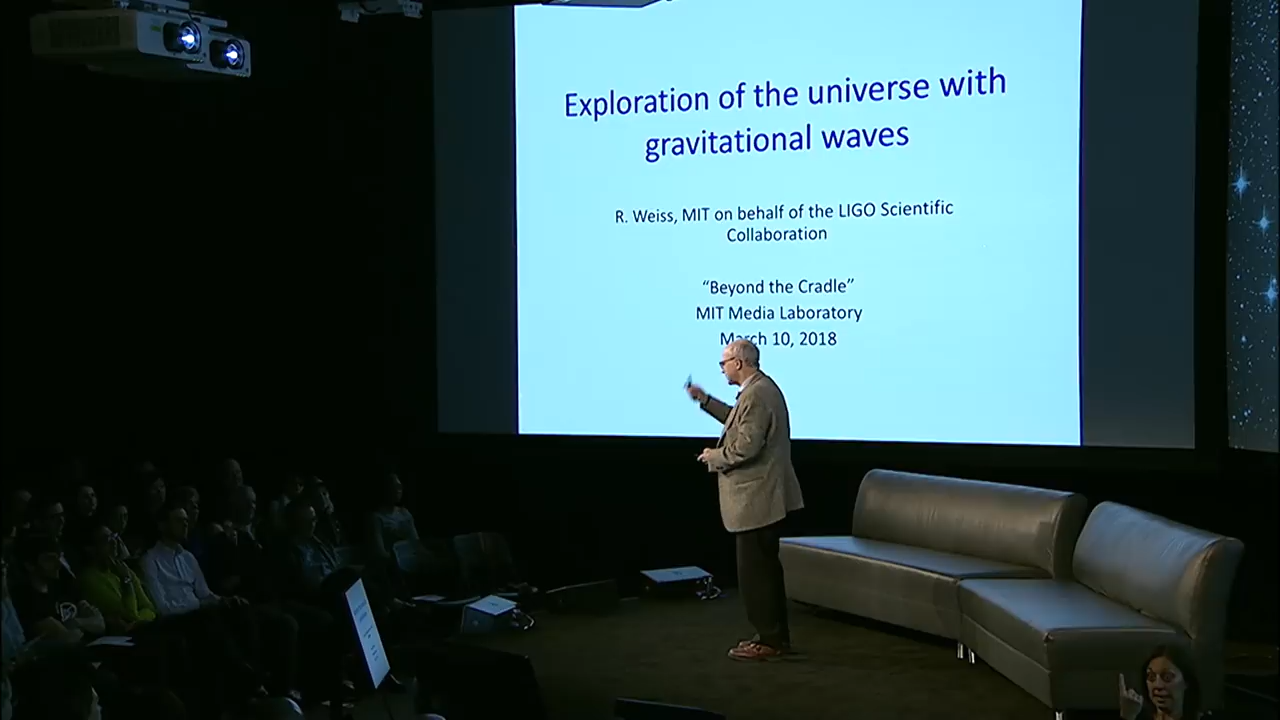 Exploration of the universe with
gravitational waves
R. Weiss, MIT on behalf of the LIGO Scientific
Collaboration
“Beyond the Cradle”
MIT Media Laboratory
March 10, 2018